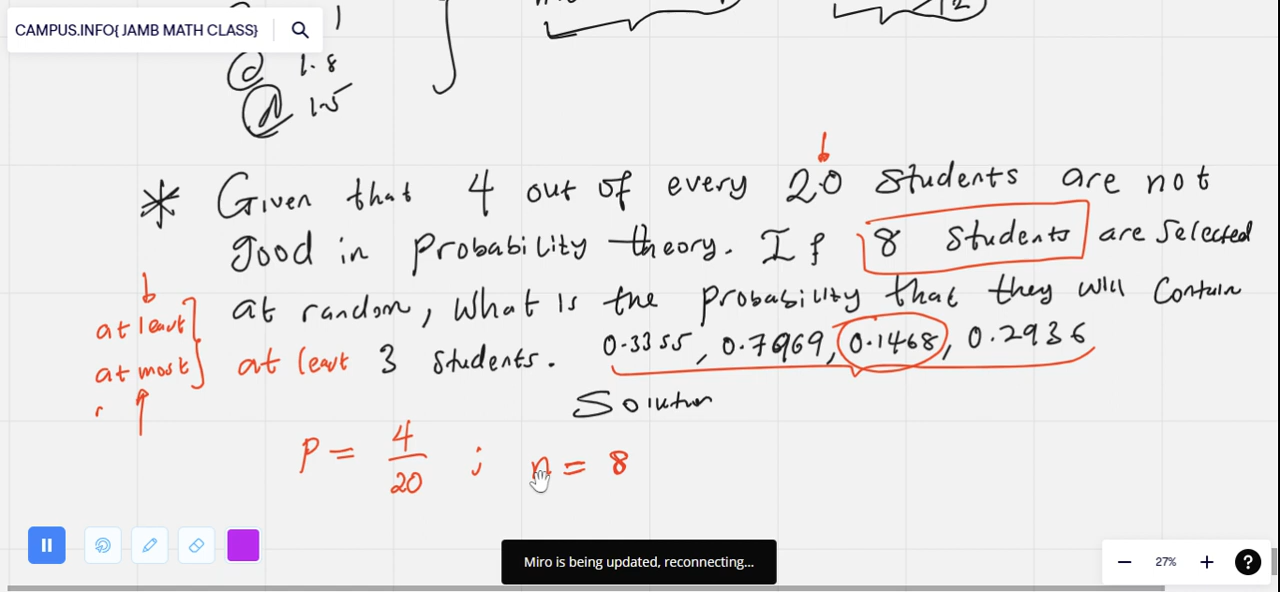 CAMPUS.INFO{ JAMB MATH CLASS}
1
1.8
1.5
Given that 4 out of every 20 students are not
good in probability theory. If 8 students are selected
at random, what is the probability that they will contain
at least 3 students. 0.3355, 0.7969, 0.1468, 0.2936
at least
at most
Solution
P = 4/20 ; n = 8
Miro is being updated, reconnecting...
27%